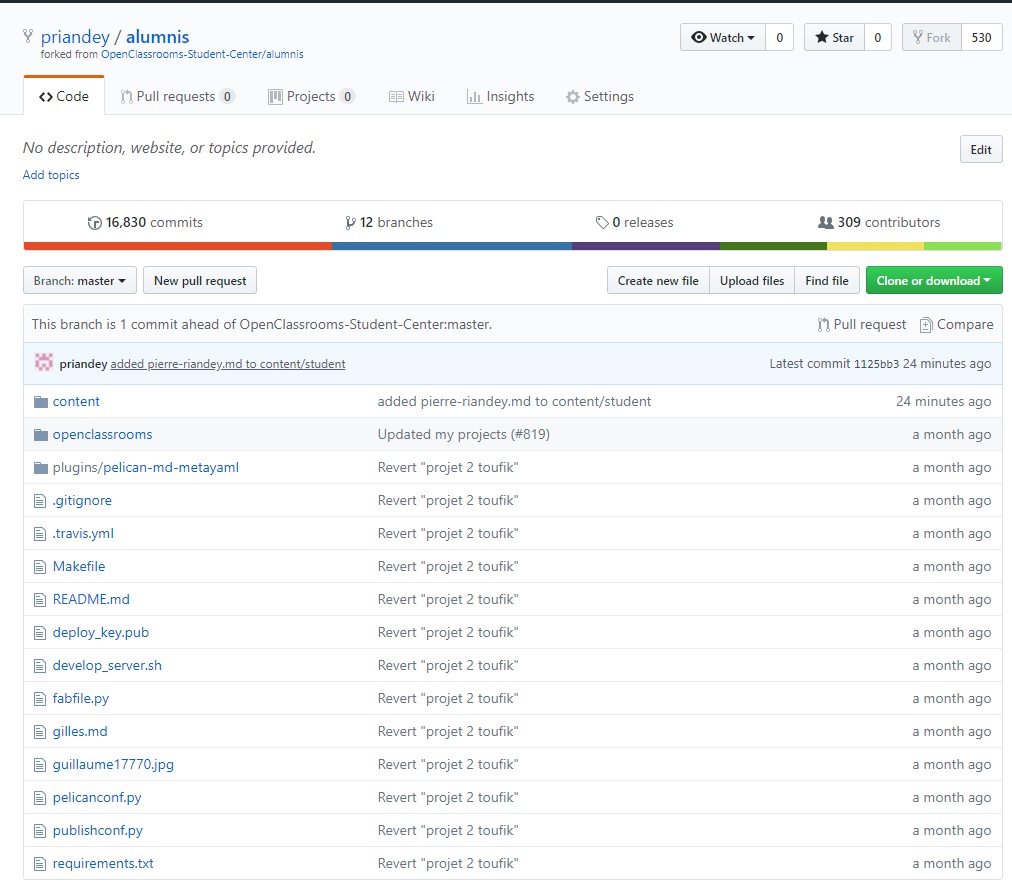 priandey / alumnis
forked from OpenClassrooms-Student-Center/alumnis
Watch 0 Star 0 Fork 530
Code Pull requests 0 Projects 0 Wiki Insights Settings
No description, website, or topics provided. Edit
Add topics
16,830 commits 12 branches 0 releases 309 contributors
Branch: master New pull request Create new file Upload files Find file Clone or download
This branch is 1 commit ahead of OpenClassrooms-Student-Center:master. Pull request Compare
priandey added pierre-riandey.md to content/student Latest commit 1125bb3 24 minutes ago
content added pierre-riandey.md to content/student 24 minutes ago
openclassrooms Updated my projects (#819) a month ago
plugins/pelican-md-metayaml Revert "projet 2 toufik" a month ago
.gitignore Revert "projet 2 toufik" a month ago
.travis.yml Revert "projet 2 toufik" a month ago
Makefile Revert "projet 2 toufik" a month ago
README.md Revert "projet 2 toufik" a month ago
deploy_key.pub Revert "projet 2 toufik" a month ago
develop_server.sh Revert "projet 2 toufik" a month ago
fabfile.py Revert "projet 2 toufik" a month ago
gilles.md Revert "projet 2 toufik" a month ago
guillaume17770.jpg Revert "projet 2 toufik" a month ago
pelicanconf.py Revert "projet 2 toufik" a month ago
publishconf.py Revert "projet 2 toufik" a month ago
requirements.txt Revert "projet 2 toufik" a month ago